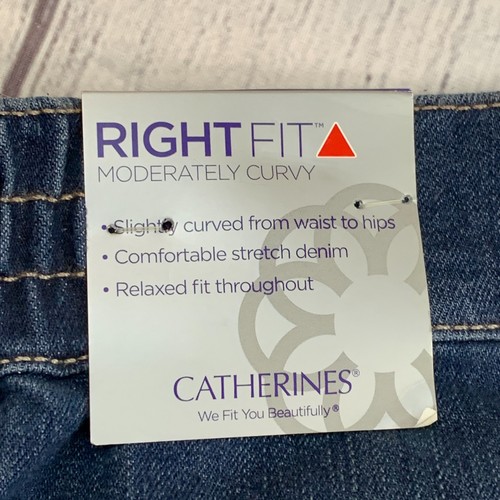 RIGHT FIT™
MODERATELY CURVY
• Slightly curved from waist to hips
• Comfortable stretch denim
• Relaxed fit throughout
CATHERINES®
We Fit You Beautifully®